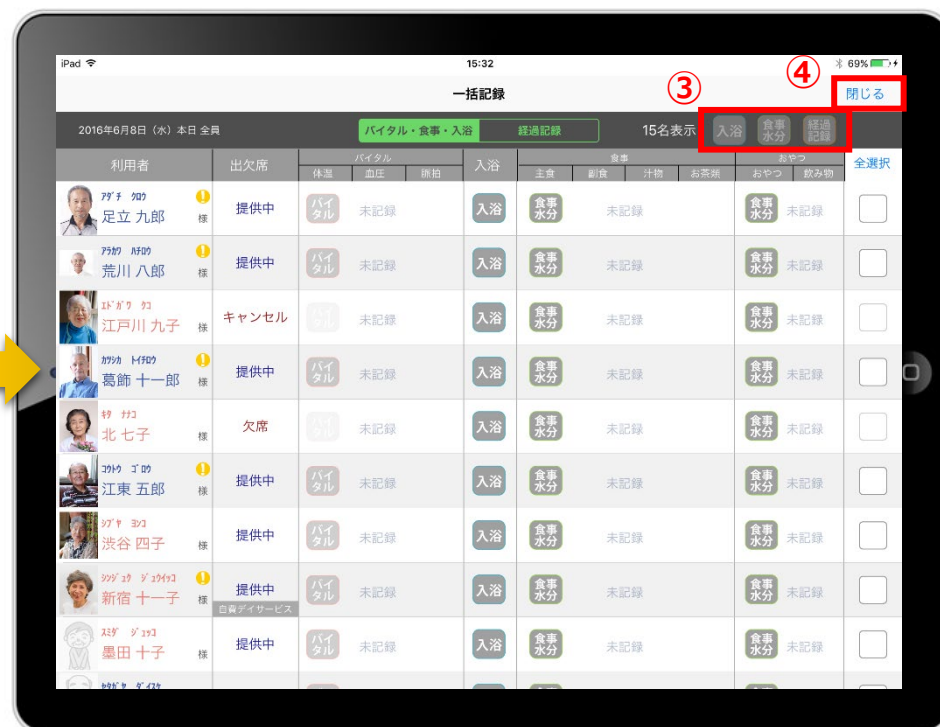 iPad 15:32 69%
④
一括記録 閉じる
③
2016年6月8日（水）本日 全員 バイタル・食事・入浴 経過記録 15名表示 入浴 食事水分 経過記録
利用者 出欠席 バイタル 入浴 食事 おやつ 全選択
体温 血圧 脈拍 主食 副食 汁物 お茶類 おやつ 飲み物
ｱﾀﾞﾁ ｸﾛｳ
足立 九郎 様 提供中 バイタル 未記録 入浴 食事水分 未記録 食事水分 未記録
ｱﾗｶﾜ ﾊﾁﾛｳ
荒川 八郎 様 提供中 バイタル 未記録 入浴 食事水分 未記録 食事水分 未記録
ｴﾄﾞｶﾞﾜ ｸｺ
江戸川 九子 様 キャンセル バイタル 未記録 入浴 食事水分 未記録 食事水分 未記録
ｶﾂｼｶ ﾄｲﾁﾛｳ
葛飾 十一郎 様 提供中 バイタル 未記録 入浴 食事水分 未記録 食事水分 未記録
ｷﾀ ﾅﾅｺ
北 七子 様 欠席 バイタル 未記録 入浴 食事水分 未記録 食事水分 未記録
ｺｳﾄｳ ｺﾞﾛｳ
江東 五郎 様 提供中 バイタル 未記録 入浴 食事水分 未記録 食事水分 未記録
ｼﾌﾞﾔ ﾖﾝｺ
渋谷 四子 様 提供中 バイタル 未記録 入浴 食事水分 未記録 食事水分 未記録
ｼﾝｼﾞｭｸ ｼﾞｭｳｲﾁｺ
新宿 十一子 様 提供中 バイタル 未記録 入浴 食事水分 未記録 食事水分 未記録
自費デイサービス
ｽﾐﾀﾞ ｼﾞｭｳｺ
墨田 十子 様 提供中 バイタル 未記録 入浴 食事水分 未記録 食事水分 未記録